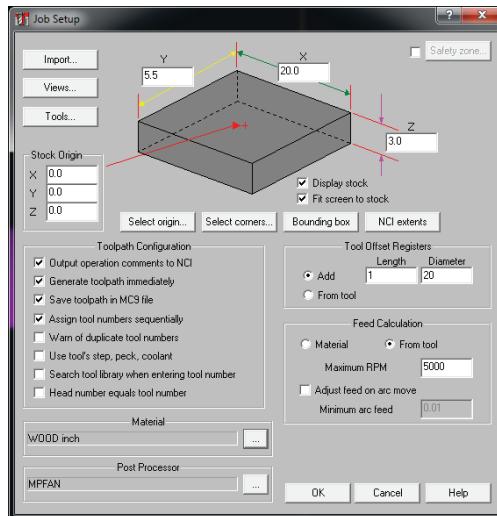 Job Setup
Import...
Views...
Tools...
Safety zone...
Y
5.5
X
20.0
Z
3.0
Stock Origin
X 0.0
Y 0.0
Z 0.0
Display stock
Fit screen to stock
Select origin... Select corners... Bounding box NCI extents
Toolpath Configuration
Output operation comments to NCI
Generate toolpath immediately
Save toolpath in MC9 file
Assign tool numbers sequentially
Warn of duplicate tool numbers
Use tool's step, peck, coolant
Search tool library when entering tool number
Head number equals tool number
Tool Offset Registers
Length Diameter
Add 1 20
From tool
Feed Calculation
Material From tool
Maximum RPM 5000
Adjust feed on arc move
Minimum arc feed 0.01
Material
WOOD inch ...
Post Processor
MPFAN ...
OK Cancel Help